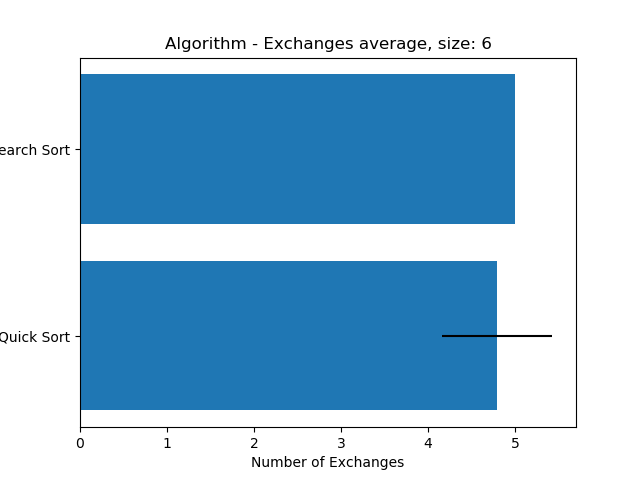 Algorithm - Exchanges average, size: 6
earch Sort
Quick Sort
0 1 2 3 4 5
Number of Exchanges